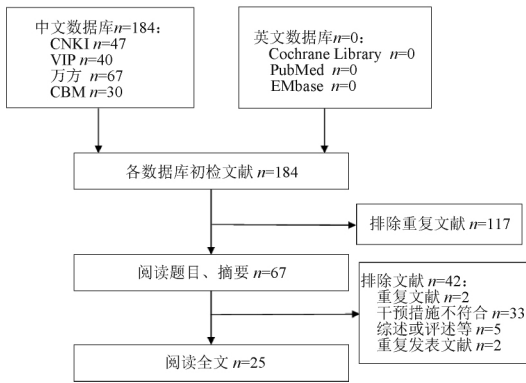 中文数据库n=184：
CNKI n=47
VIP n=40
万方 n=67
CBM n=30
英文数据库n=0：
Cochrane Library n=0
PubMed n=0
EMbase n=0
各数据库初检文献 n=184
排除重复文献 n=117
阅读题目、摘要 n=67
排除文献 n=42：
重复文献 n=2
干预措施不符合 n=33
综述或评述等 n=5
重复发表文献 n=2
阅读全文 n=25